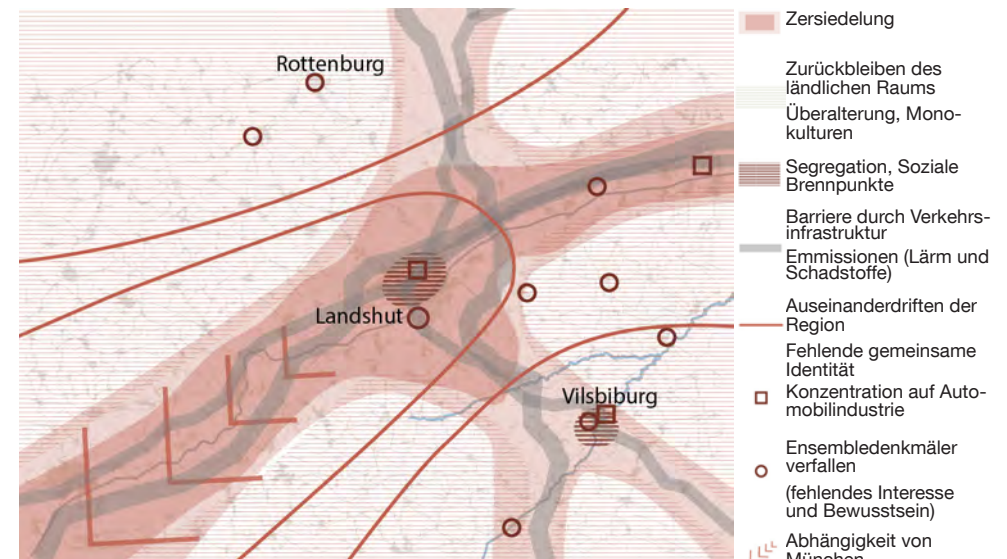 Rottenburg
Landshut
Vilsbiburg
Zersiedelung
Zurückbleiben des
ländlichen Raums
Überalterung, Mono-
kulturen
Segregation, Soziale
Brennpunkte
Barriere durch Verkehrs-
infrastruktur
Emmissionen (Lärm und
Schadstoffe)
Auseinanderdriften der
Region
Fehlende gemeinsame
Identität
Konzentration auf Auto-
mobilindustrie
Ensembledenkmäler
verfallen
(fehlendes Interesse
und Bewusstsein)
Abhängigkeit von
München